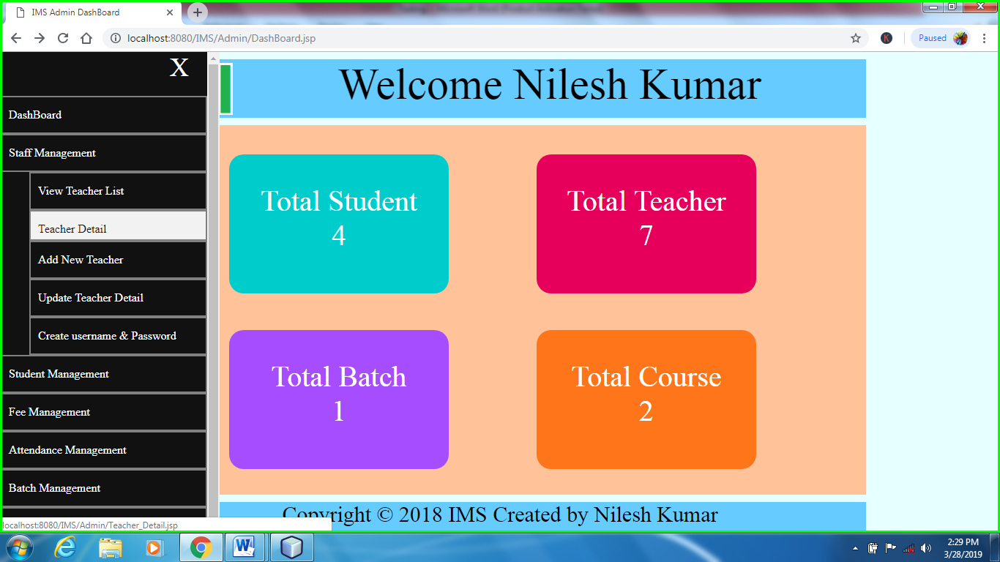 IMS Admin DashBoard
localhost:8080/IMS/Admin/DashBoard.jsp
K
Paused
X
DashBoard
Staff Management
View Teacher List
Teacher Detail
Add New Teacher
Update Teacher Detail
Create username & Password
Student Management
Fee Management
Attendance Management
Batch Management
Welcome Nilesh Kumar
Total Student
4
Total Teacher
7
Total Batch
1
Total Course
2
Copyright © 2018 IMS Created by Nilesh Kumar
localhost:8080/IMS/Admin/Teacher_Detail.jsp
2:29 PM
3/28/2019